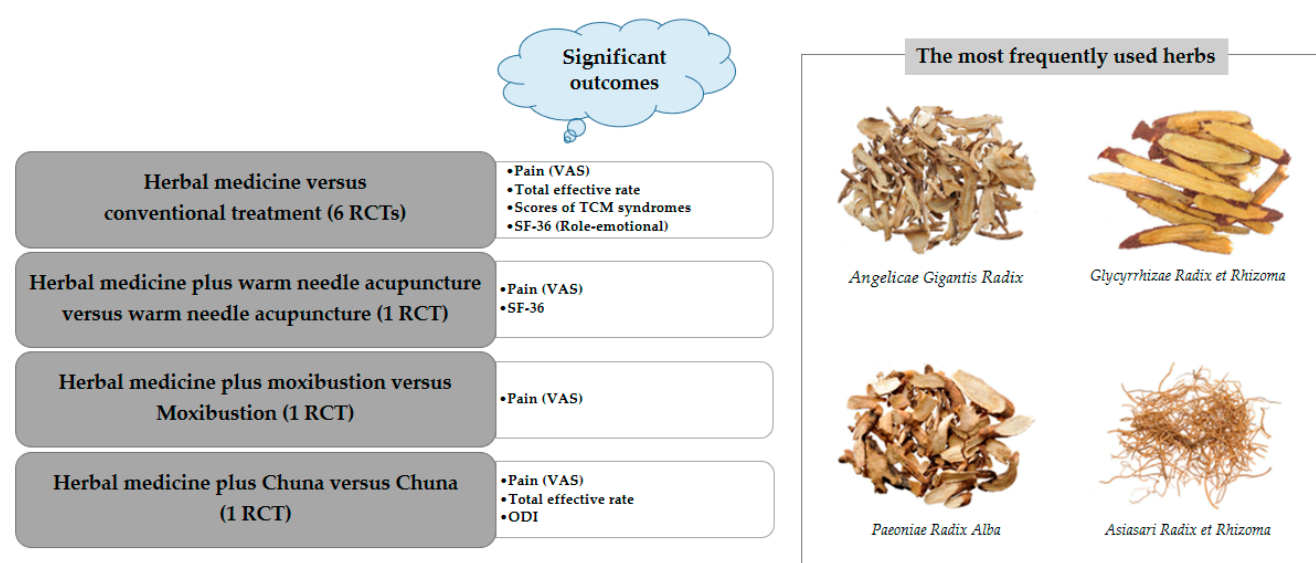 Significant
outcomes
Herbal medicine versus
conventional treatment (6 RCTs)
•Pain (VAS)
•Total effective rate
•Scores of TCM syndromes
•SF-36 (Role-emotional)
Herbal medicine plus warm needle acupuncture
versus warm needle acupuncture (1 RCT)
•Pain (VAS)
•SF-36
Herbal medicine plus moxibustion versus
Moxibustion (1 RCT)
•Pain (VAS)
Herbal medicine plus Chuna versus Chuna
(1 RCT)
•Pain (VAS)
•Total effective rate
•ODI
The most frequently used herbs
Angelicae Gigantis Radix
Glycyrrhizae Radix et Rhizoma
Paeoniae Radix Alba
Asiasari Radix et Rhizoma